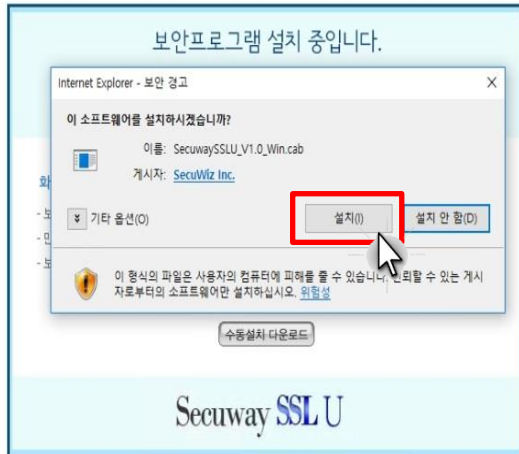 보안프로그램 설치 중입니다.
Internet Explorer - 보안 경고
이 소프트웨어를 설치하시겠습니까?
이름: SecuwaySSLU_V1.0_Win.cab
게시자: SecuWiz Inc.
기타 옵션(O)
설치(I)
설치 안 함(D)
이 형식의 파일은 사용자의 컴퓨터에 피해를 줄 수 있습니다. 신뢰할 수 있는 게시
자로부터의 소프트웨어만 설치하십시오. 위험성
수동설치 다운로드
Secuway SSL U